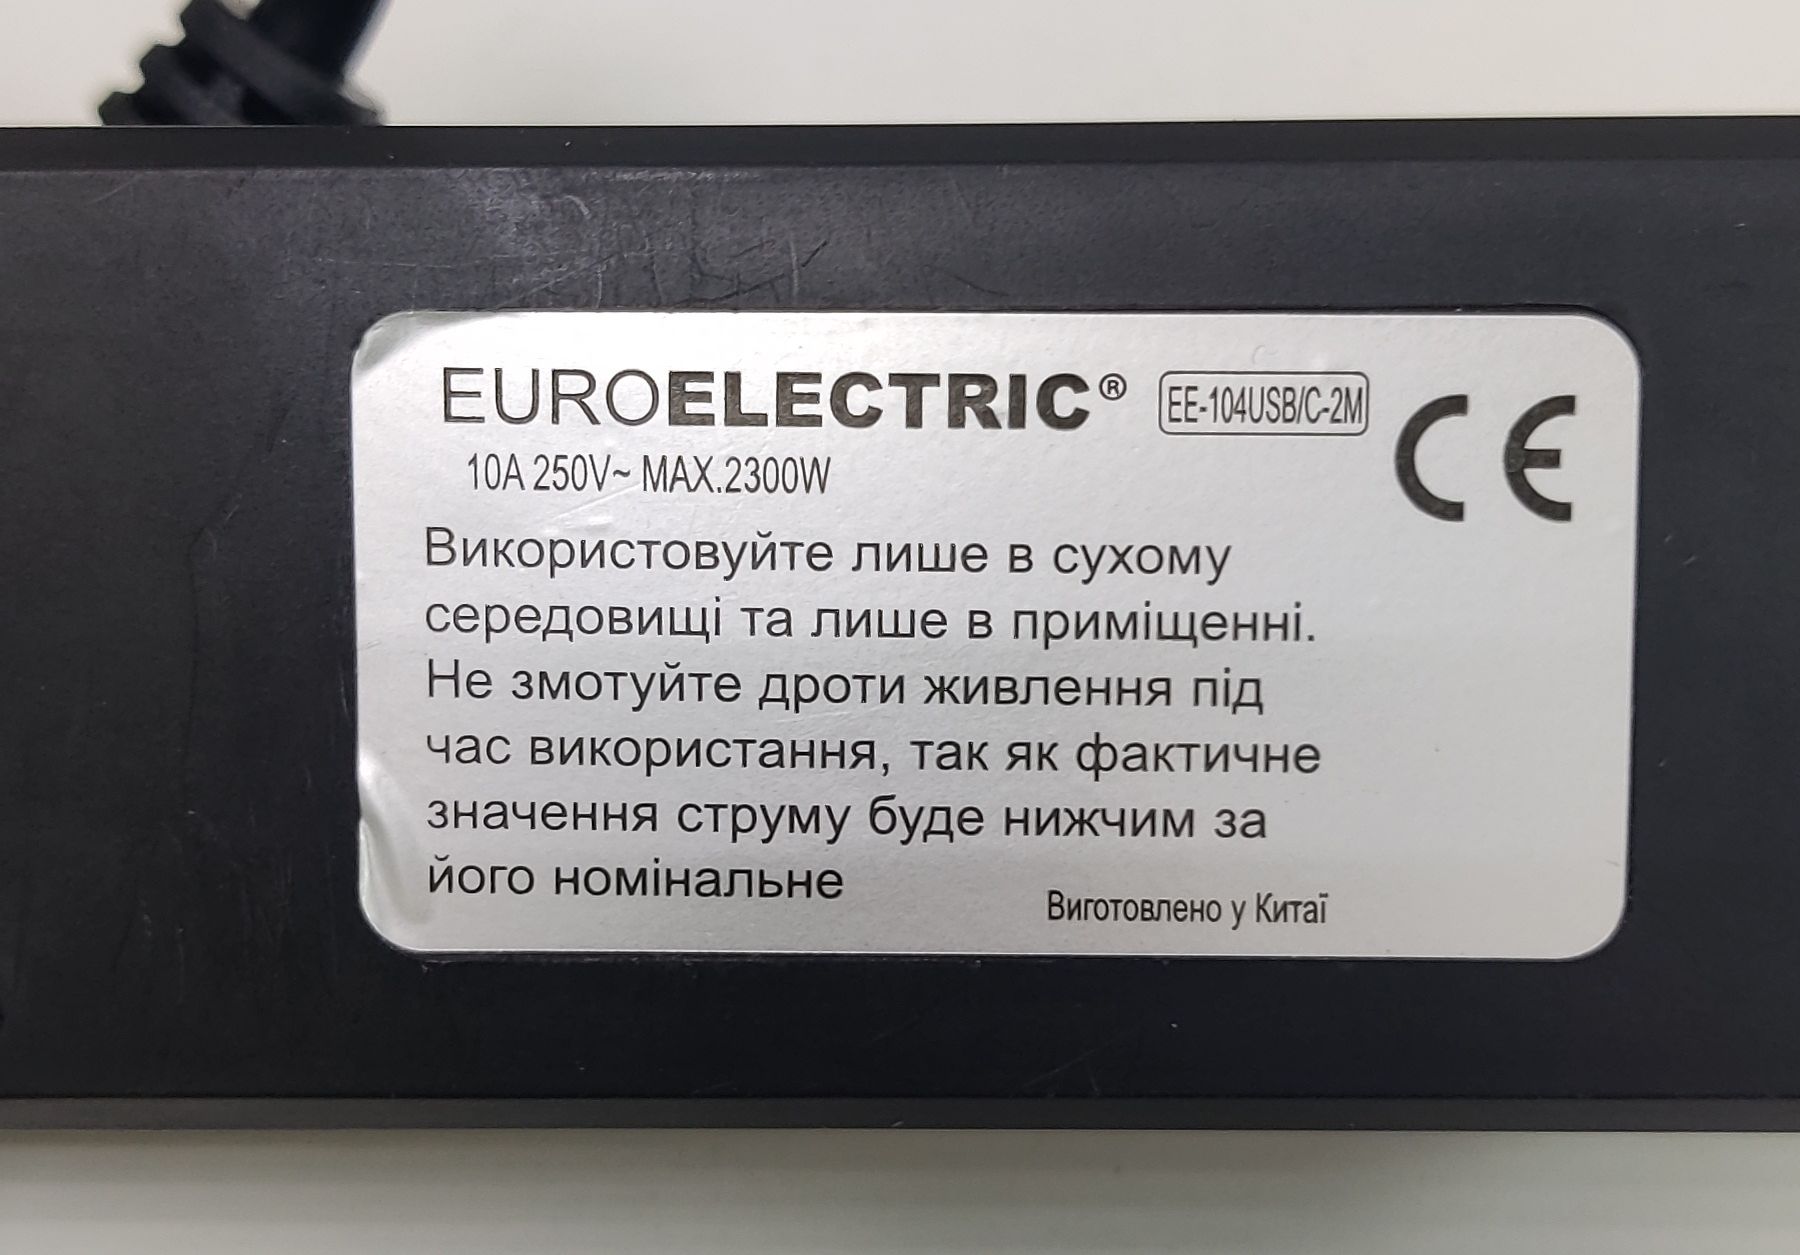 EUROELECTRIC® EE-104USB/C-2M CE
10A 250V~ MAX.2300W
Використовуйте лише в сухому
середовищі та лише в приміщенні.
Не змотуйте дроти живлення під
час використання, так як фактичне
значення струму буде нижчим за
його номінальне
Виготовлено у Китаї